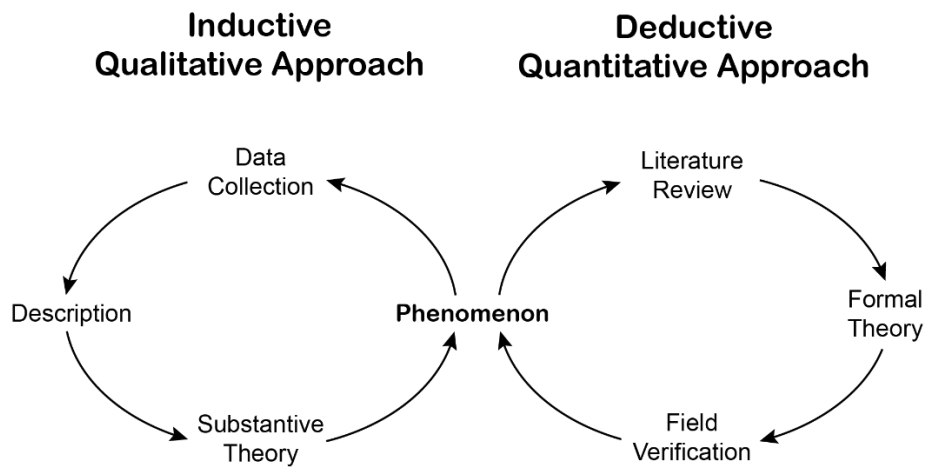 Inductive
Qualitative Approach
Deductive
Quantitative Approach
Data
Collection
Literature
Review
Description
Phenomenon
Formal
Theory
Substantive
Theory
Field
Verification